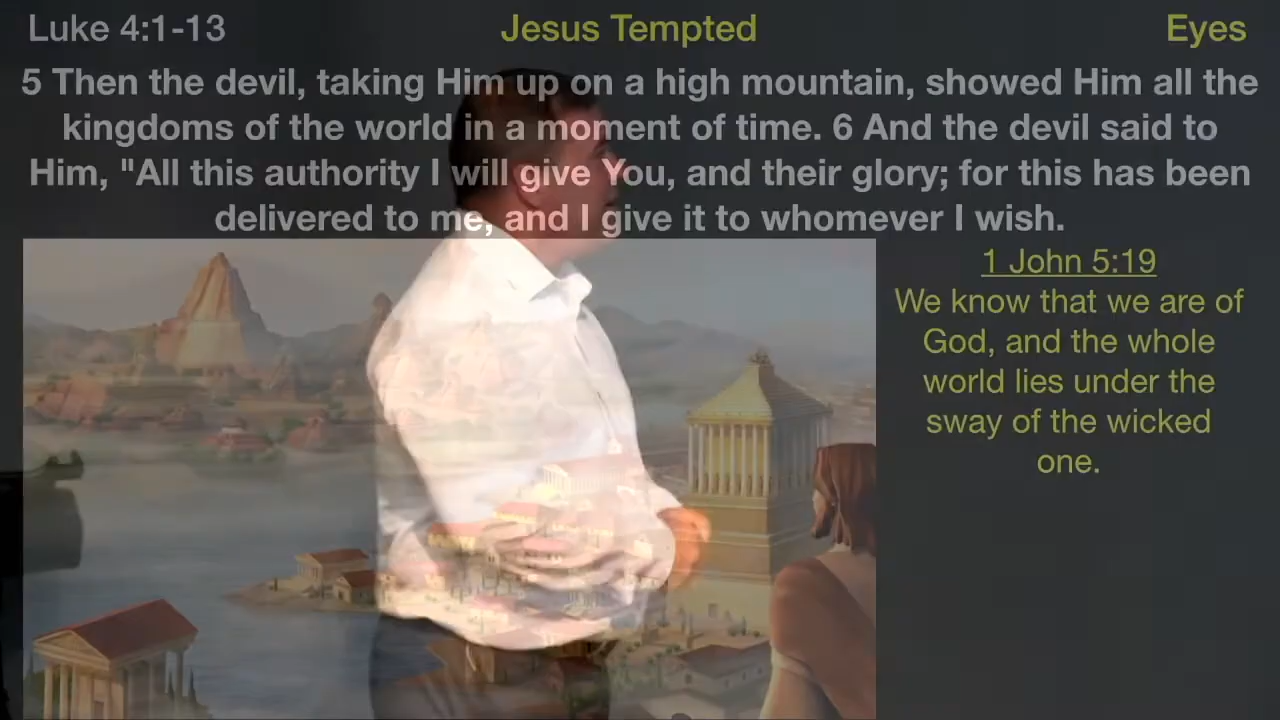 Luke 4:1-13 Jesus Tempted Eyes
5 Then the devil, taking Him up on a high mountain, showed Him all the
kingdoms of the world in a moment of time. 6 And the devil said to
Him, "All this authority I will give You, and their glory; for this has been
delivered to me, and I give it to whomever I wish.
1 John 5:19
We know that we are of
God, and the whole
world lies under the
sway of the wicked
one.